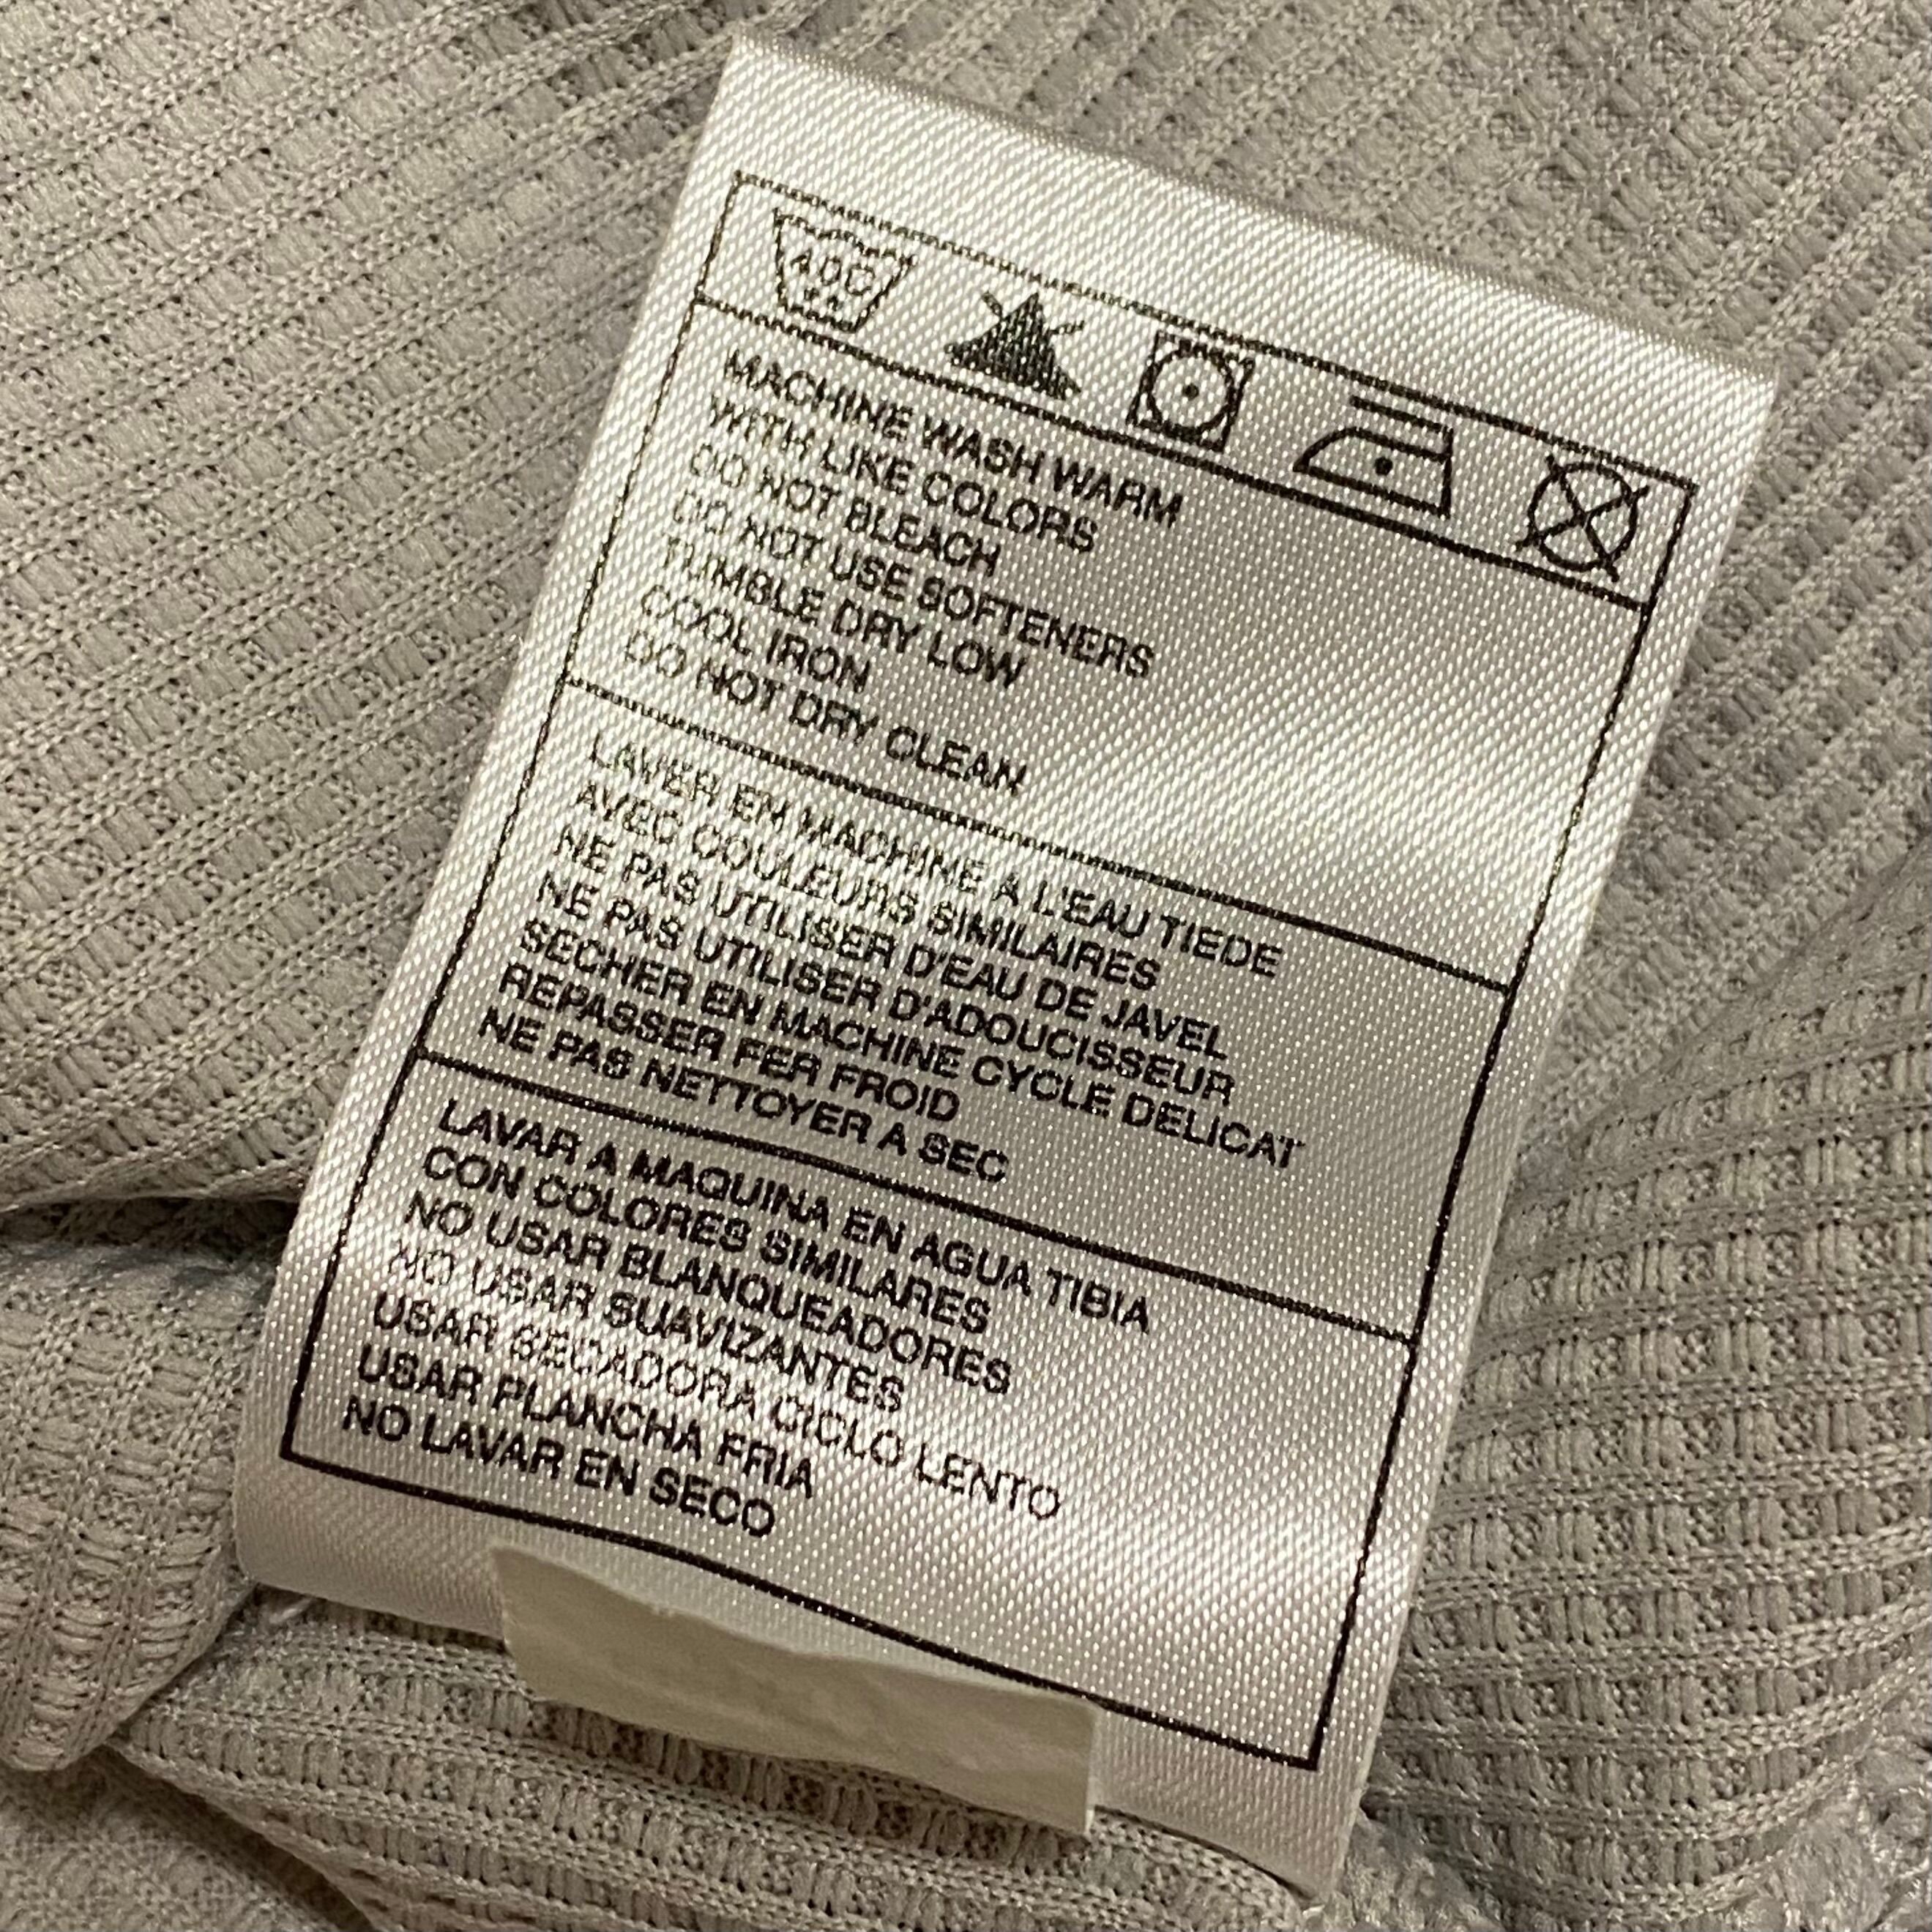 40C
MACHINE WASH WARM
WITH LIKE COLORS
DO NOT BLEACH
DO NOT USE SOFTENERS
TUMBLE DRY LOW
COOL IRON
DO NOT DRY CLEAN
LAVER EN MACHINE A L'EAU TIEDE
AVEC COULEURS SIMILAIRES
NE PAS UTILISER D'EAU DE JAVEL
NE PAS UTILISER D'ADOUCISSEUR
SECHER EN MACHINE CYCLE DELICAT
REPASSER FER FROID
NE PAS NETTOYER A SEC
LAVAR A MAQUINA EN AGUA TIBIA
CON COLORES SIMILARES
NO USAR BLANQUEADORES
NO USAR SUAVIZANTES
USAR SECADORA CICLO LENTO
USAR PLANCHA FRIA
NO LAVAR EN SECO